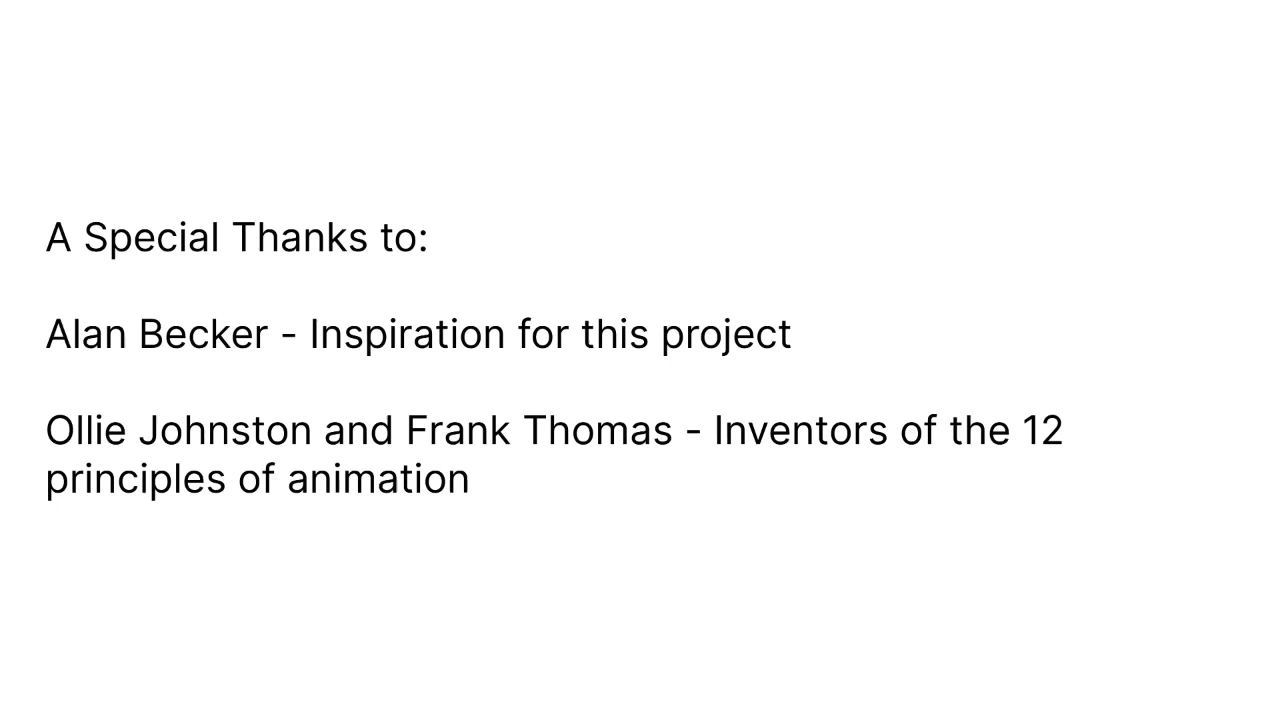 A Special Thanks to:
Alan Becker - Inspiration for this project
Ollie Johnston and Frank Thomas - Inventors of the 12
principles of animation